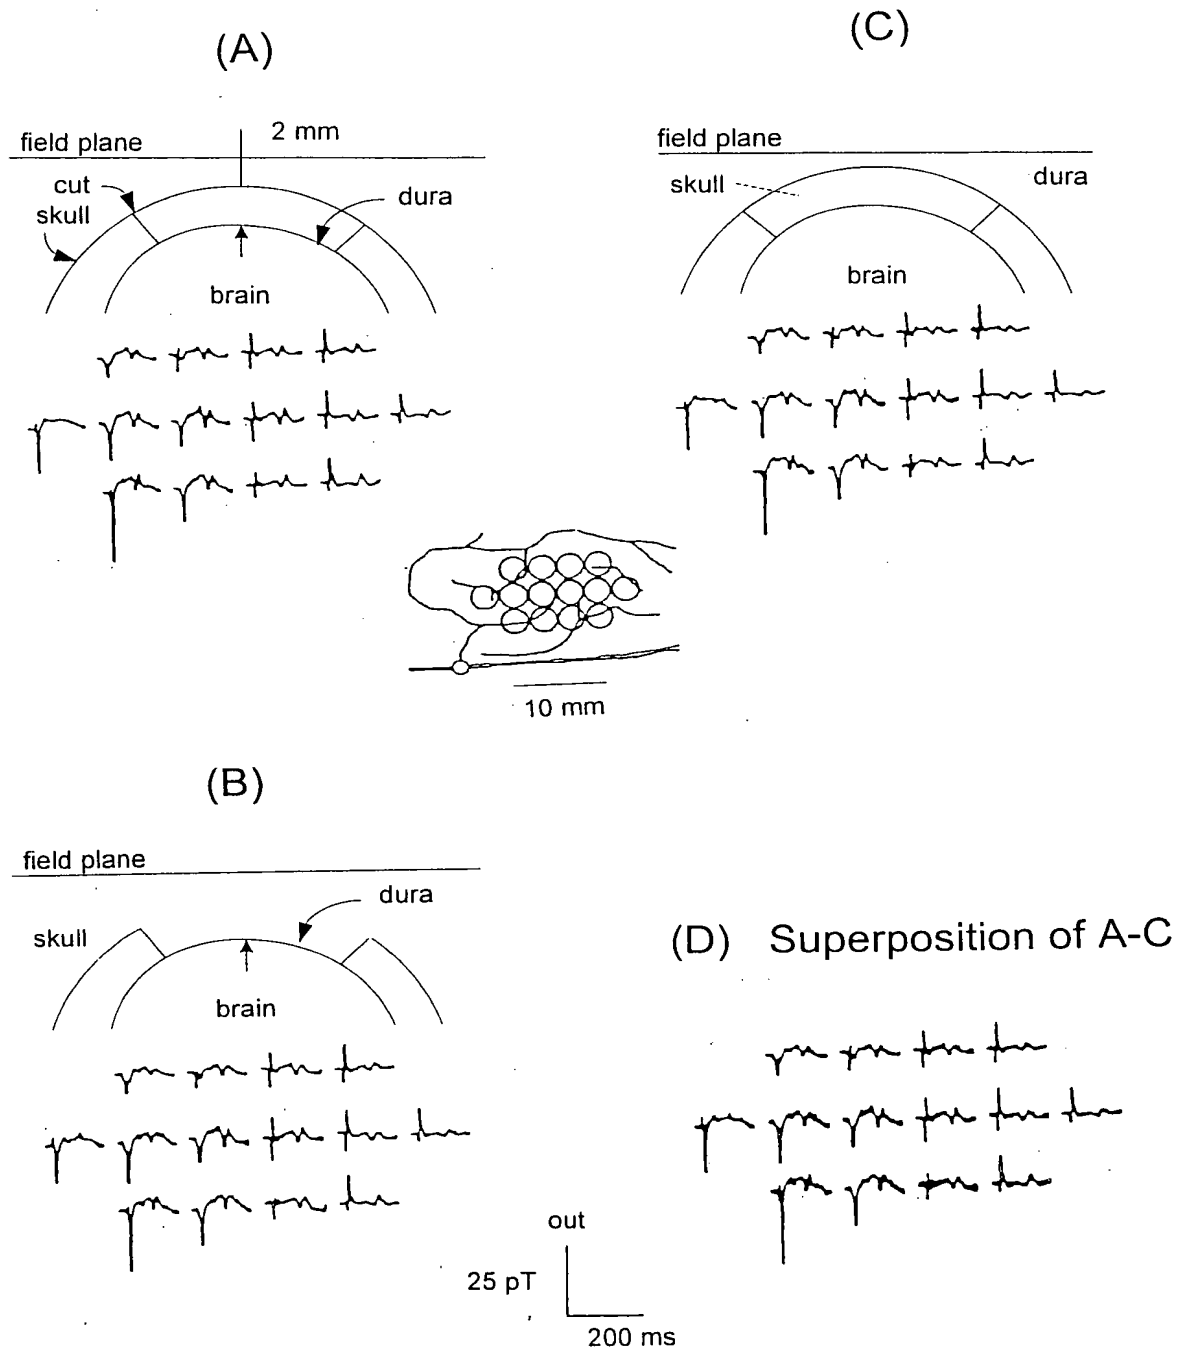 (A)
field plane
2 mm
cut
skull
dura
brain
(C)
field plane
skull
dura
brain
10 mm
(B)
field plane
dura
skull
brain
(D) Superposition of A-C
out
25 pT
200 ms